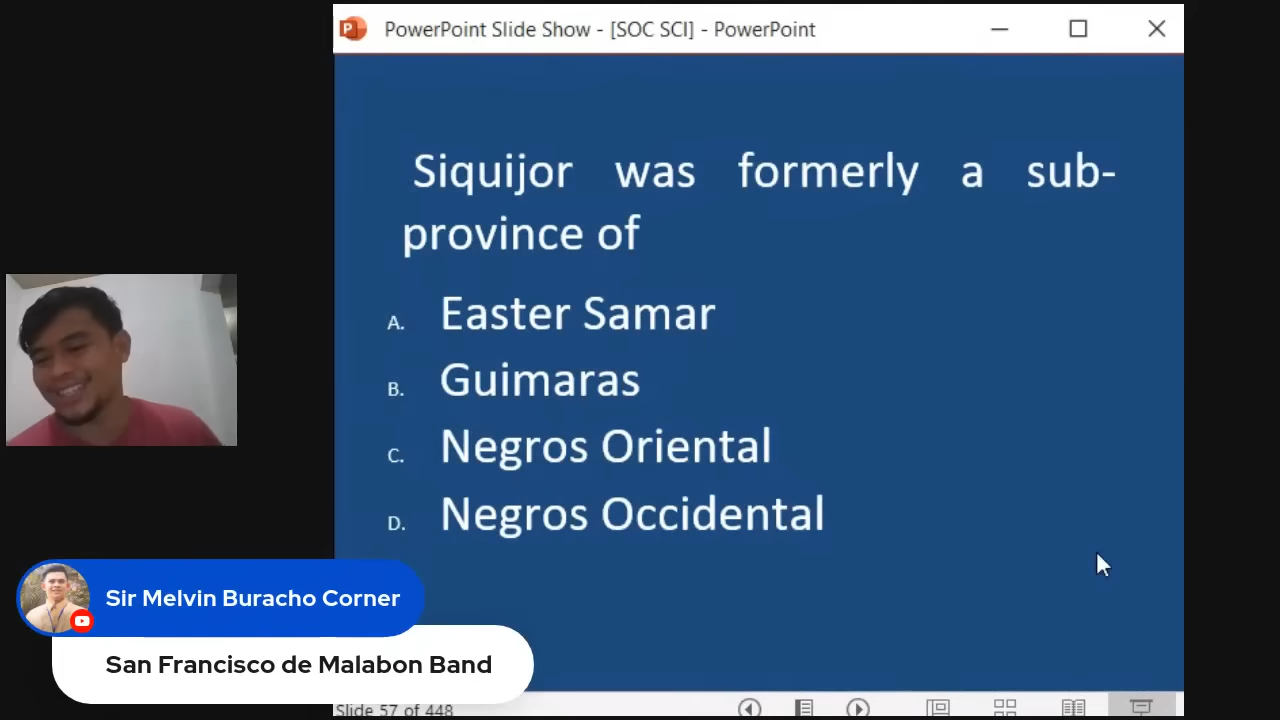 PowerPoint Slide Show - [SOC SCI] - PowerPoint
Siquijor was formerly a sub-
province of
A. Easter Samar
B. Guimaras
C. Negros Oriental
D. Negros Occidental
Sir Melvin Buracho Corner
San Francisco de Malabon Band
Slide 57 of 448